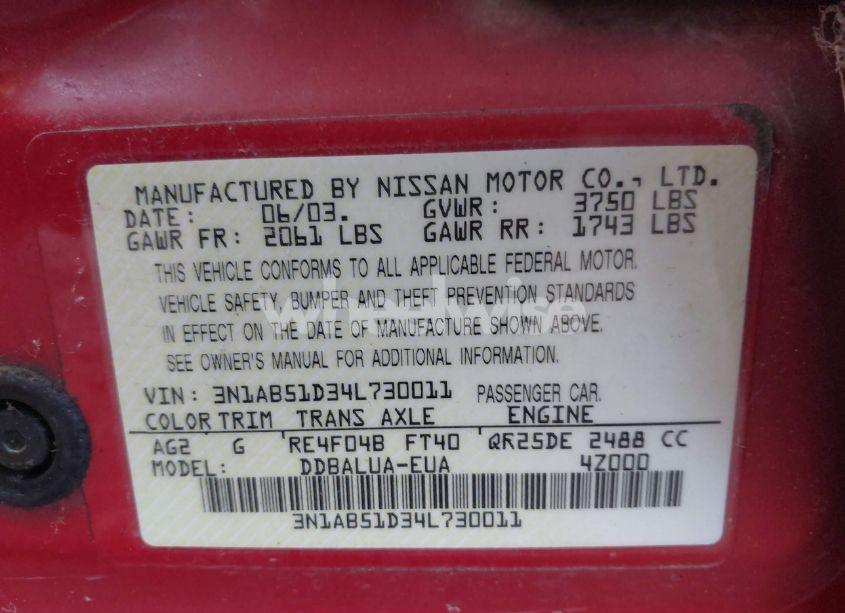 MANUFACTURED BY NISSAN MOTOR CO., LTD.
DATE: 06/03. GVWR: 3750 LBS
GAWR FR: 2061 LBS GAWR RR: 1743 LBS
THIS VEHICLE CONFORMS TO ALL APPLICABLE FEDERAL MOTOR.
VEHICLE SAFETY, BUMPER AND THEFT PREVENTION STANDARDS
IN EFFECT ON THE DATE OF MANUFACTURE SHOWN ABOVE.
SEE OWNER'S MANUAL FOR ADDITIONAL INFORMATION.
wheelwise
VIN: 3N1AB51D34L730011 PASSENGER CAR.
COLOR TRIM TRANS AXLE ENGINE
AG2 G RE4F04B FT40 QR25DE 2488 CC
MODEL: DDBALUA-EUA 4Z000
3N1AB51D34L730011